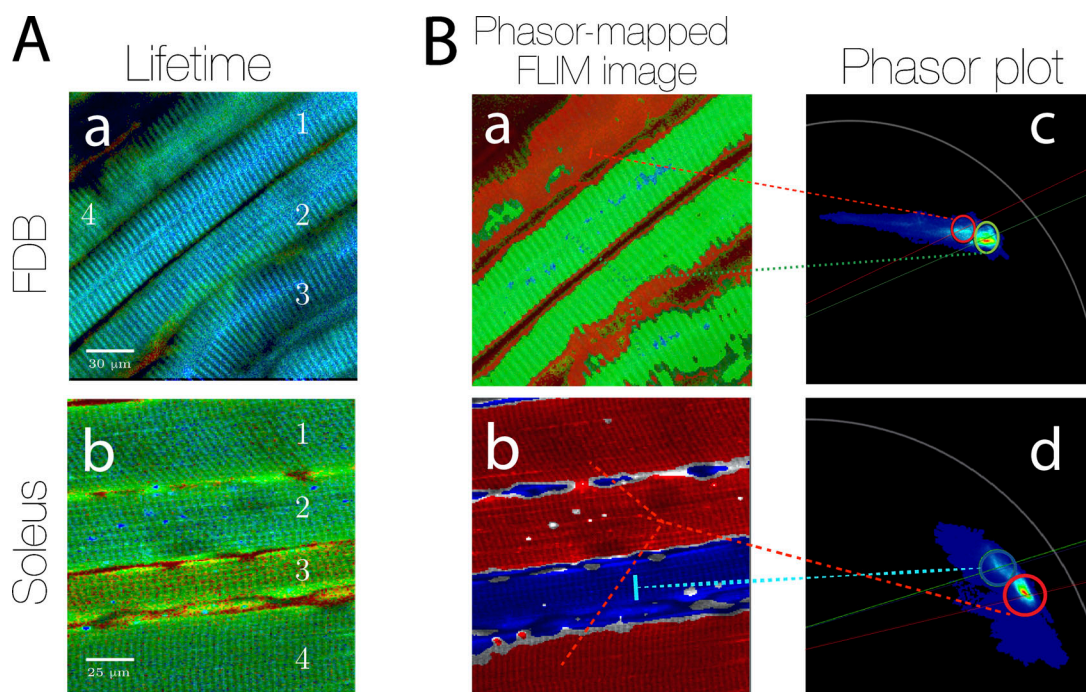 A
Lifetime
B
Phasor-mapped
FLIM image
Phasor plot
FDB
a
1
2
3
4
30 μm
a
c
Soleus
b
1
2
3
4
25 μm
b
d